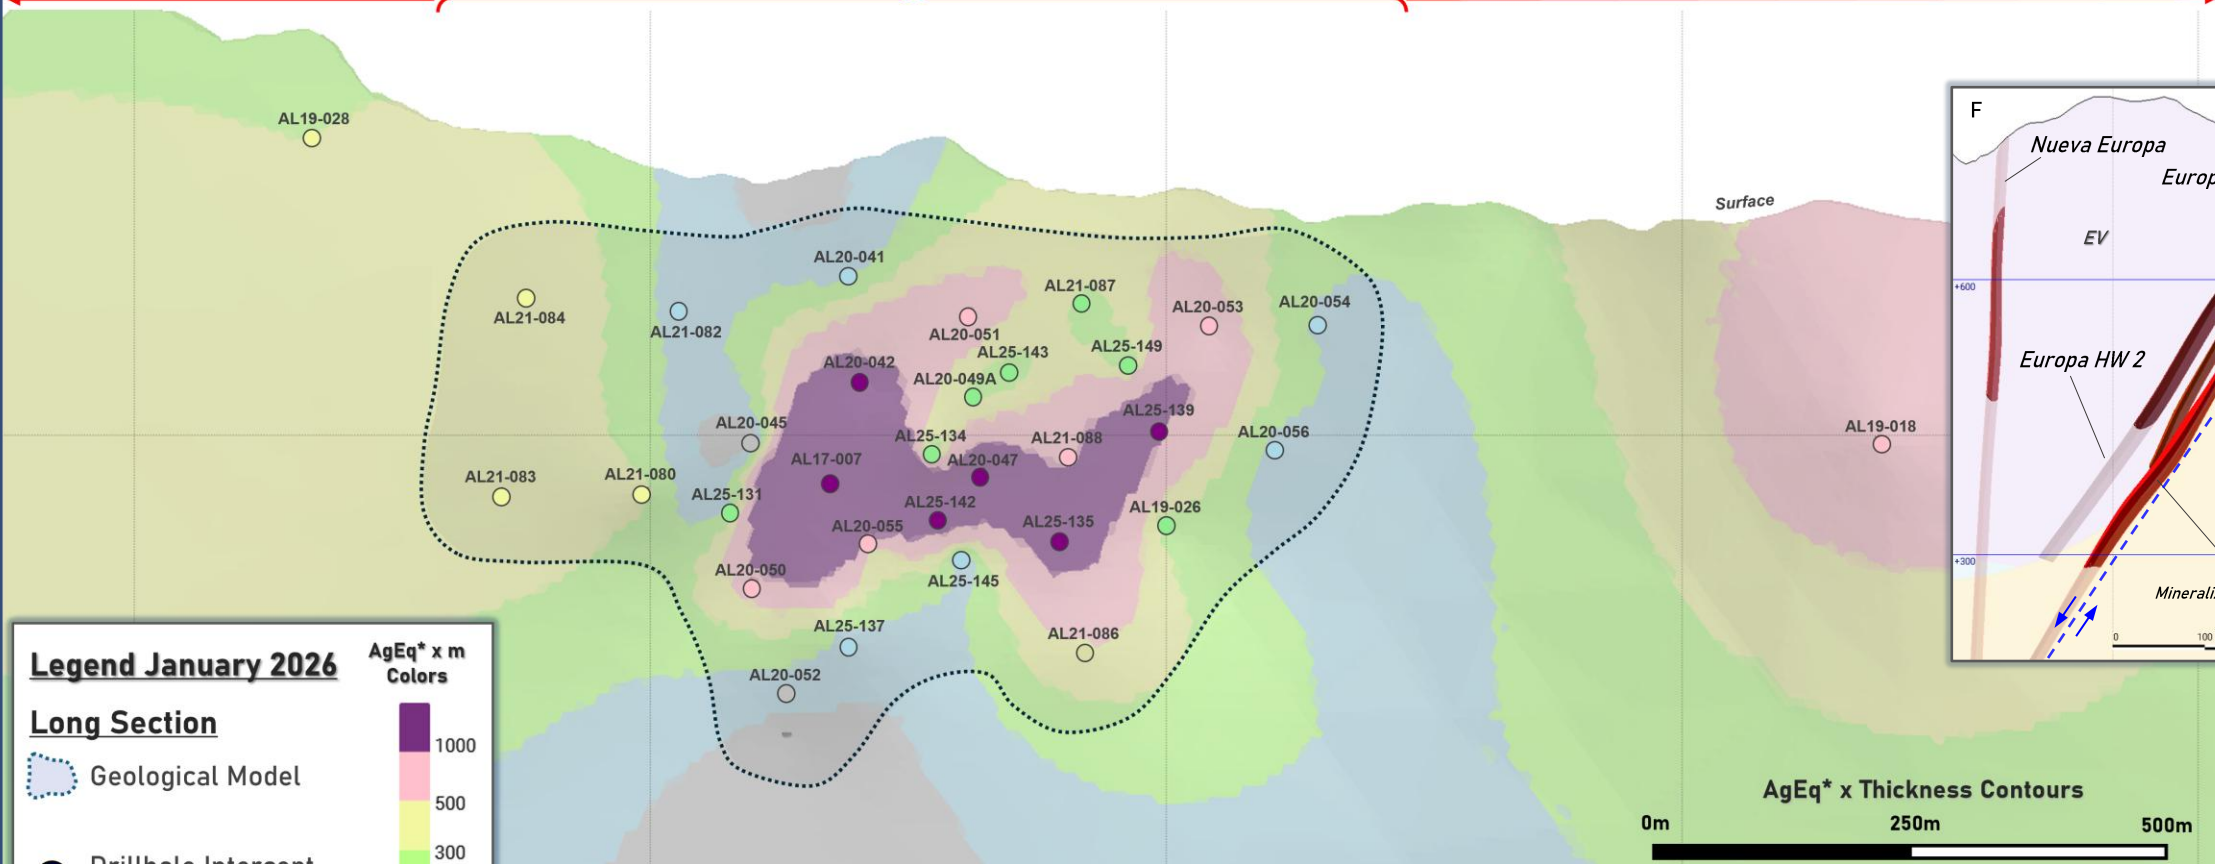 AL19-028
Surface
AL20-041
AL21-084
AL21-082
AL20-051
AL21-087
AL20-053
AL20-054
AL25-143
AL25-149
AL20-042
AL20-049A
AL25-139
AL20-045
AL25-134
AL21-088
AL20-056
AL19-018
AL17-007
AL20-047
AL21-083
AL21-080
AL25-131
AL25-142
AL20-055
AL25-135
AL19-026
AL20-050
AL25-145
AL25-137
AL21-086
AL20-052
F
Nueva Europa
Europ
EV
+600
Europa HW 2
+300
Minerali
0 100
Legend January 2026
AgEq* x m
Colors
Long Section
1000
Geological Model
500
300
Drillhole Intercept
AgEq* x Thickness Contours
0m 250m 500m